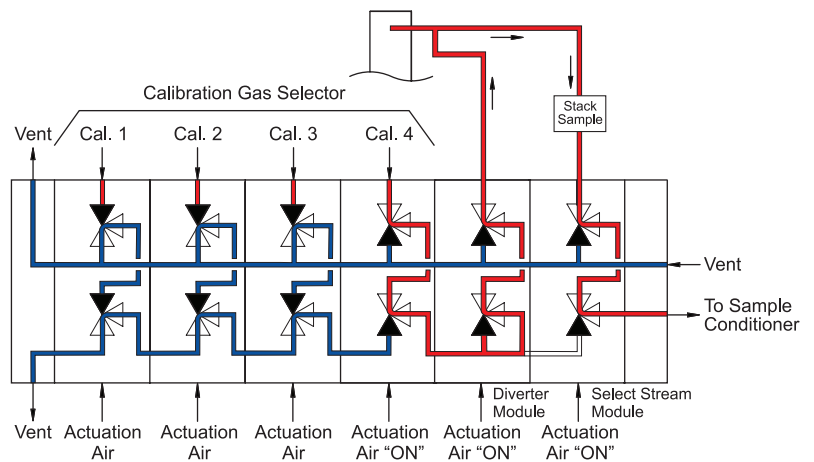 Calibration Gas Selector
Stack
Sample
Vent
Cal. 1
Cal. 2
Cal. 3
Cal. 4
Vent
To Sample
Conditioner
Diverter
Module
Select Stream
Module
Vent
Actuation
Air
Actuation
Air
Actuation
Air
Actuation
Air “ON”
Actuation
Air “ON”
Actuation
Air “ON”